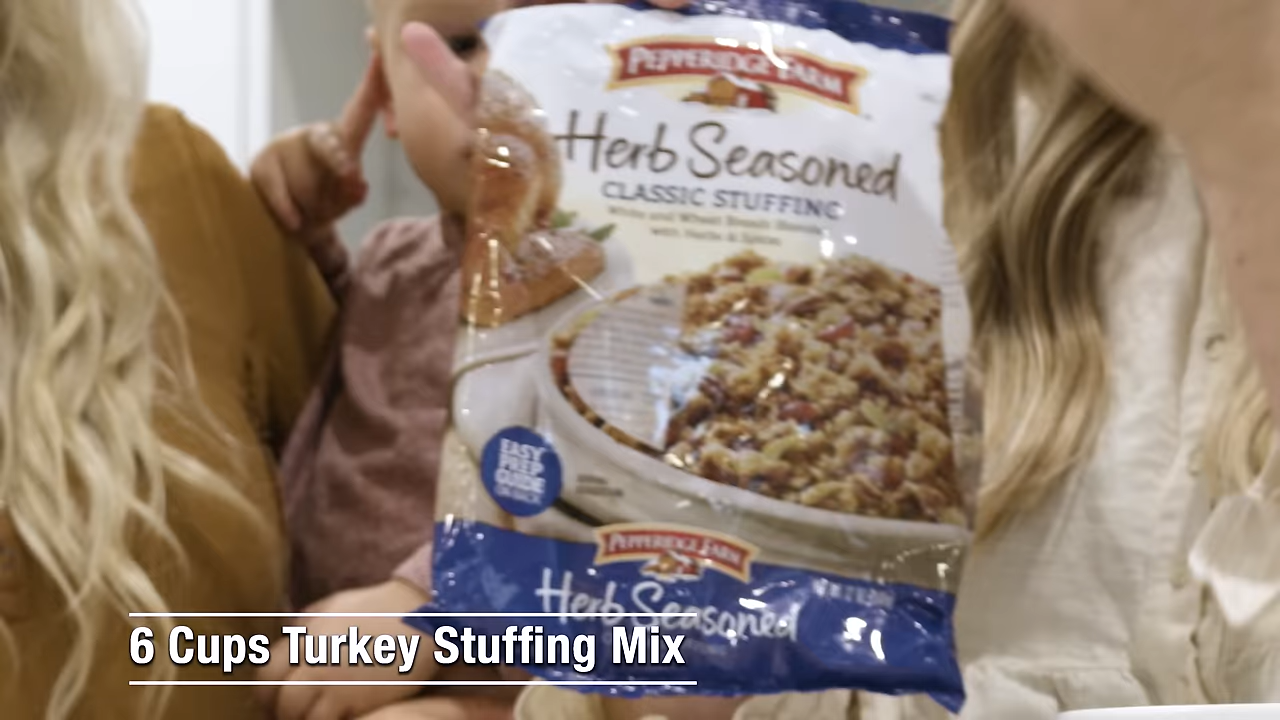 PEPPERIDGE FARM
Herb Seasoned
CLASSIC STUFFING
EASY
PREP
GUIDE
PEPPERIDGE FARM
Herb Seasoned
6 Cups Turkey Stuffing Mix